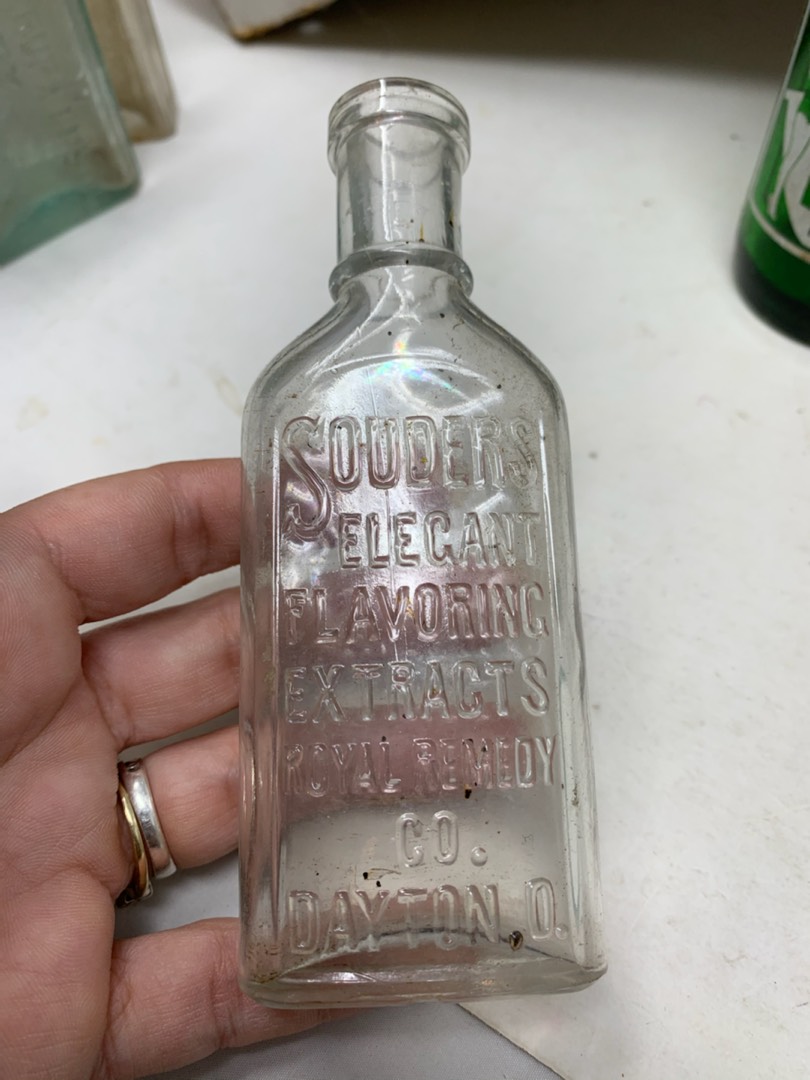 SOUDERS
ELEGANT
FLAVORING
EXTRACTS
ROYAL REMEDY
CO.
DAYTON, O.